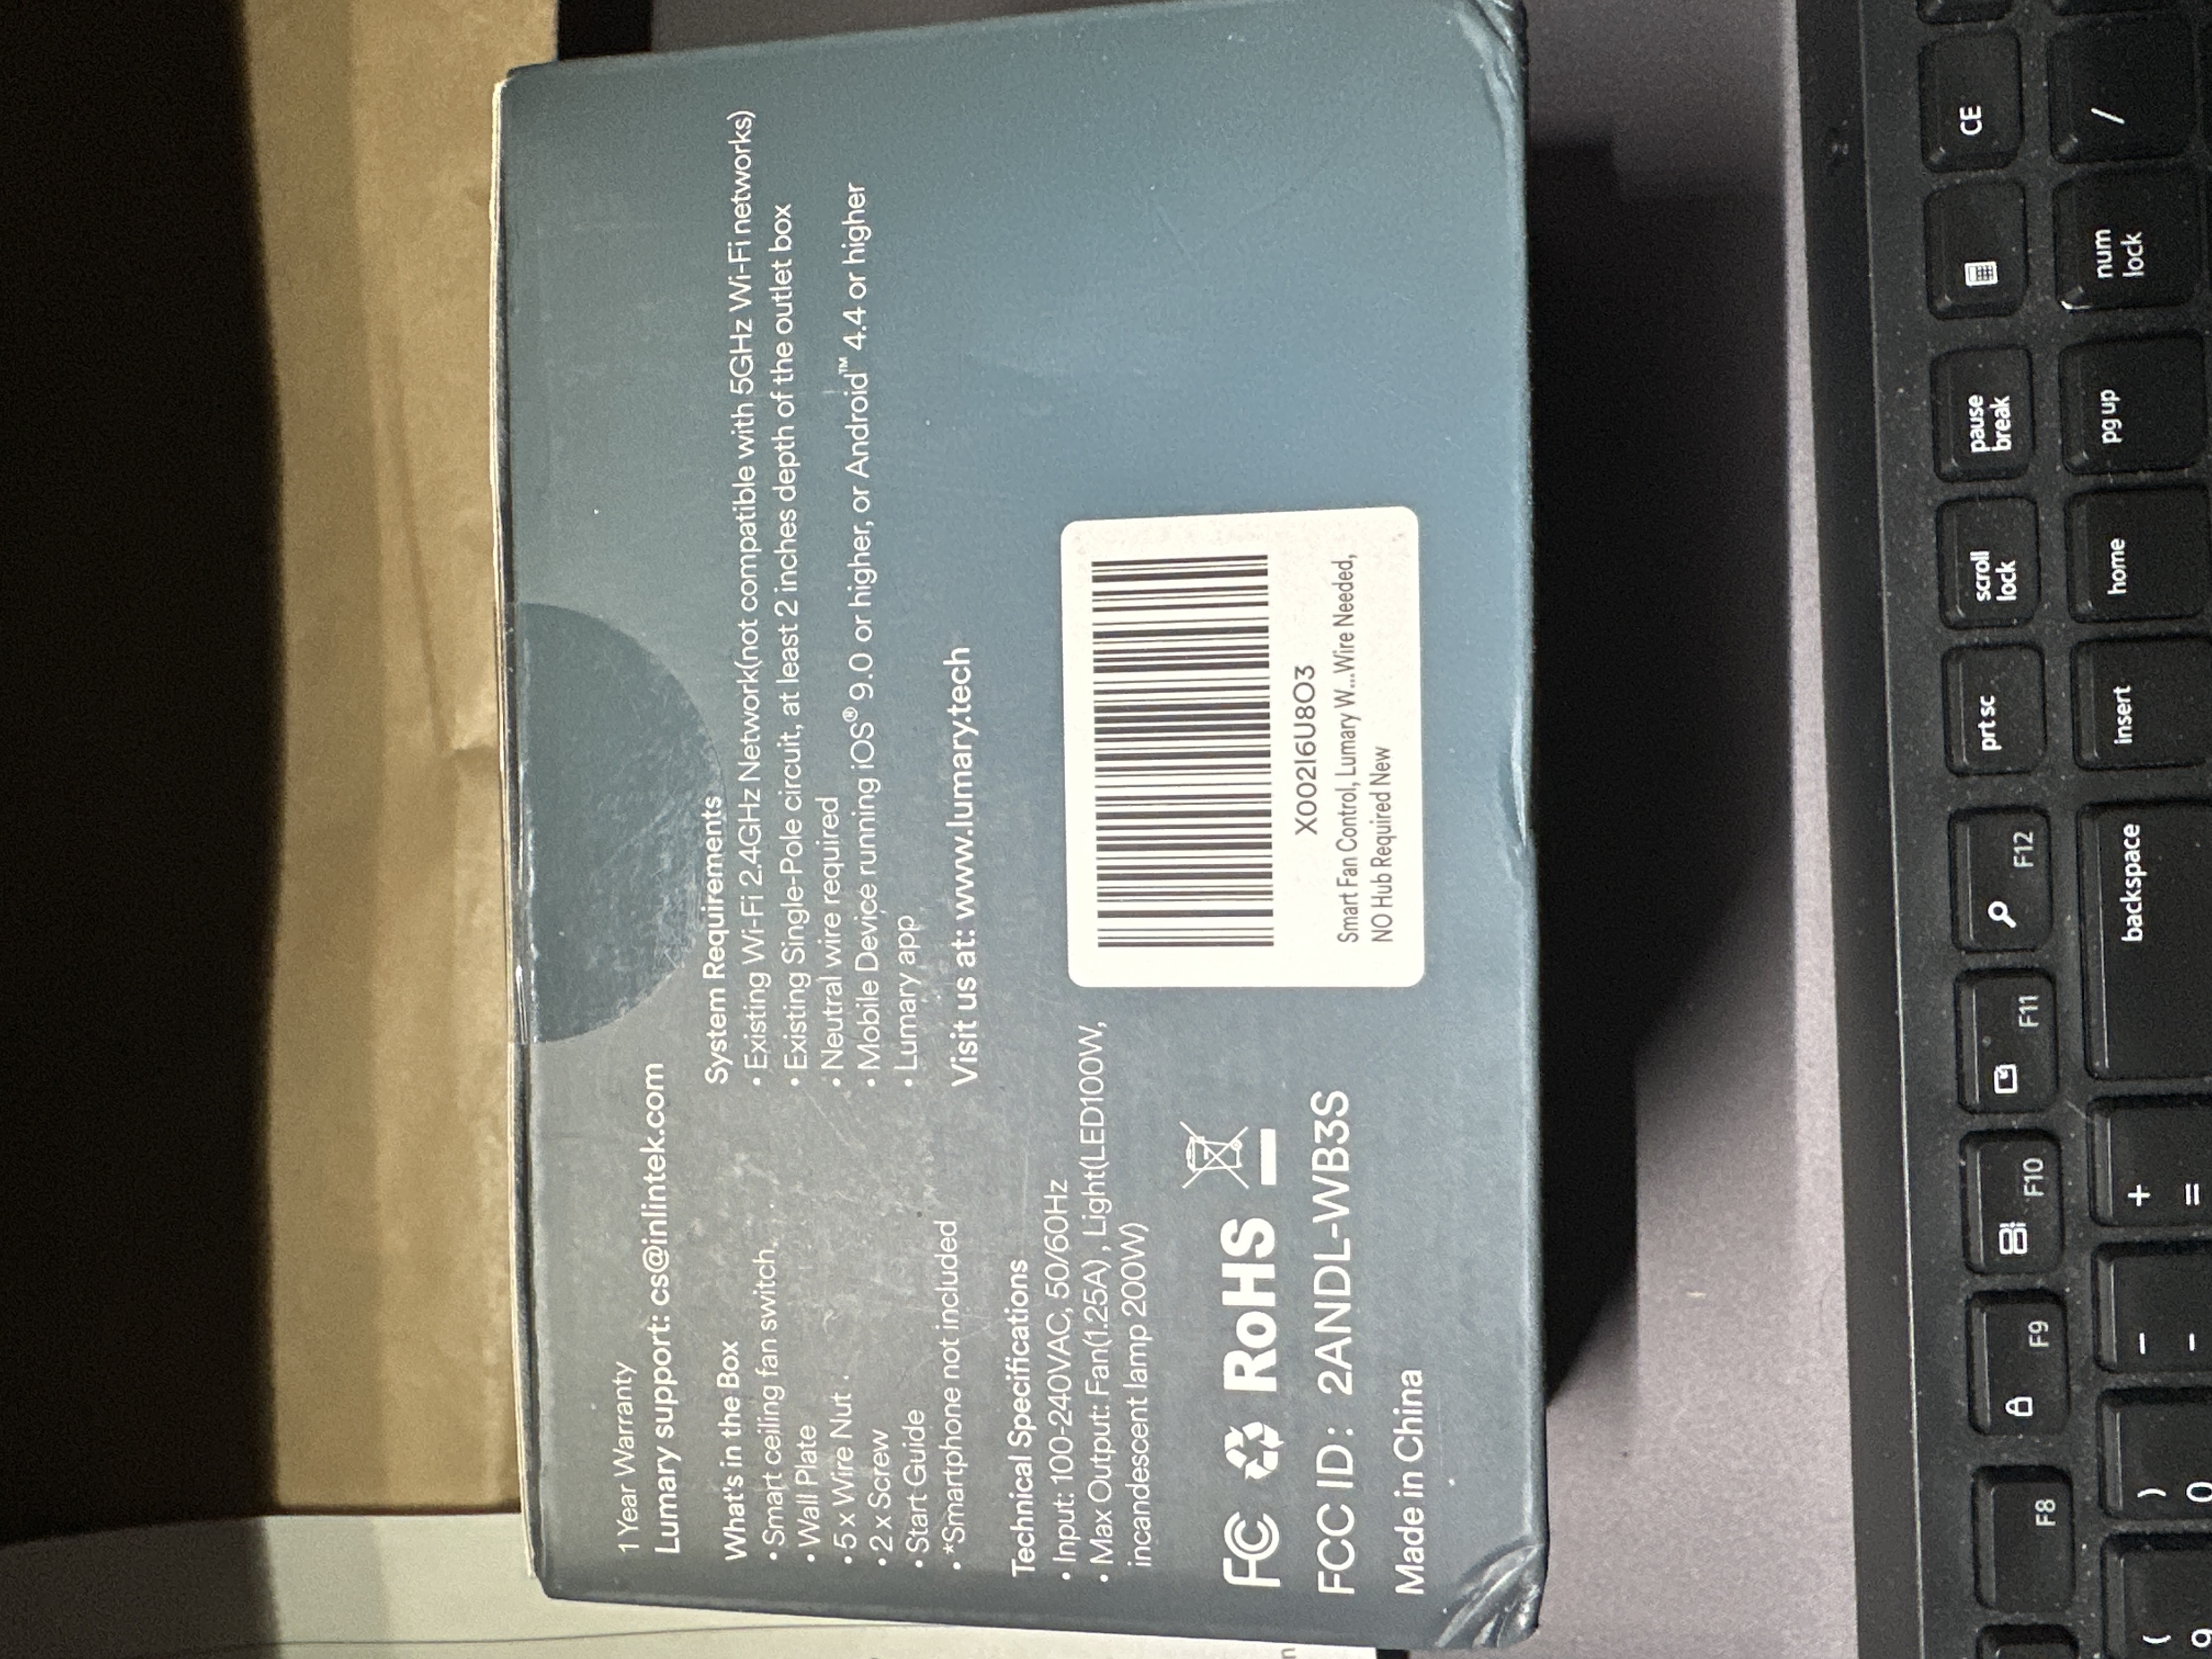 1 Year Warranty
Lumary support: cs@inlintek.com
What's in the Box
• Smart ceiling fan switch
• Wall Plate
• 5 x Wire Nut
• 2 x Screw
• Start Guide
• *Smartphone not included
Technical Specifications
• Input: 100-240VAC, 50/60Hz
• Max Output: Fan(1.25A), Light(LED100W,
incandescent lamp 200W)
FC RoHS
FCC ID: 2ANDL-WB3S
Made in China
System Requirements
• Existing Wi-Fi 2.4GHz Network(not compatible with 5GHz Wi-Fi networks)
• Existing Single-Pole circuit, at least 2 inches depth of the outlet box
• Neutral wire required
• Mobile Device running iOS® 9.0 or higher, or Android™ 4.4 or higher
• Lumary app
Visit us at: www.lumary.tech
X002I6U8O3
Smart Fan Control, Lumary W...Wire Needed,
NO Hub Required New
F8
F9
F10
F11
F12
prt sc
scroll
lock
pause
break
CE
(
9
)
0
–
-
+
=
backspace
insert
home
pg up
num
lock
/